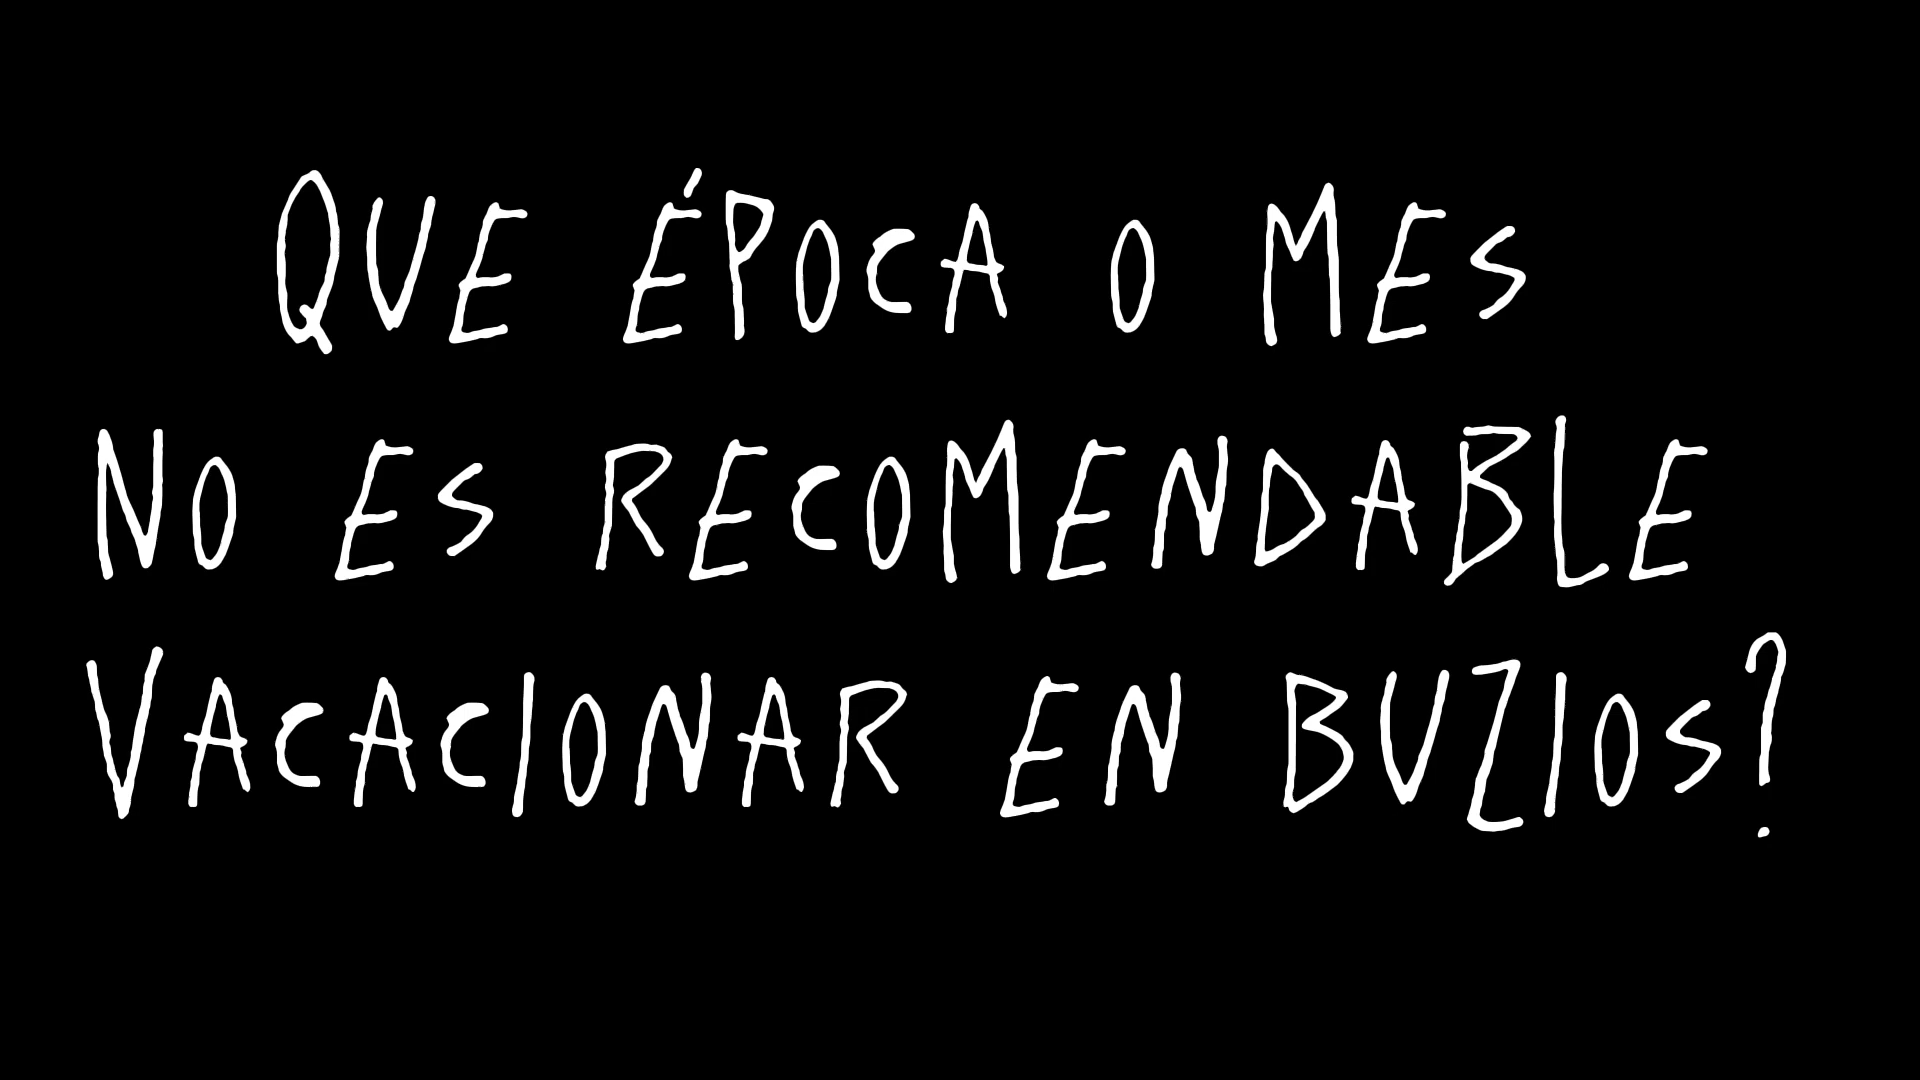 QUE ÉPOCA O MES
NO ES RECOMENDABLE
VACACIONAR EN BUZIOS?